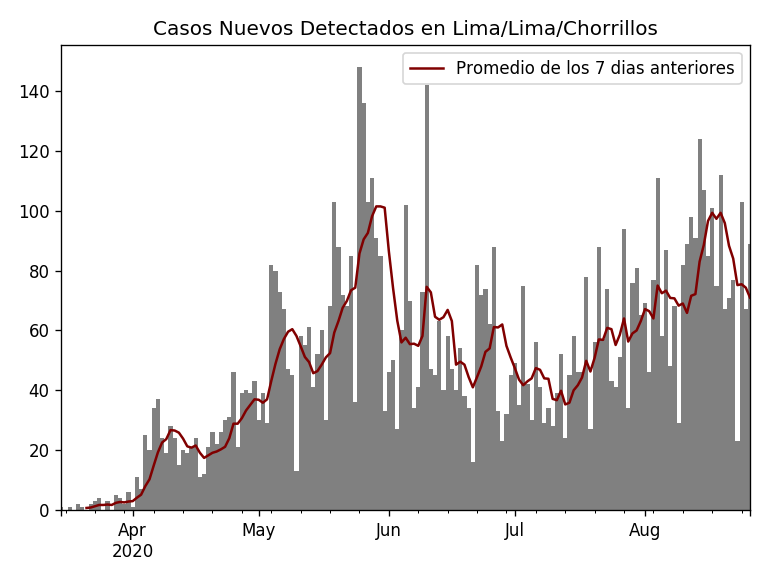 Casos Nuevos Detectados en Lima/Lima/Chorrillos
Promedio de los 7 dias anteriores
140
120
100
80
60
40
20
0
Apr
2020
May
Jun
Jul
Aug